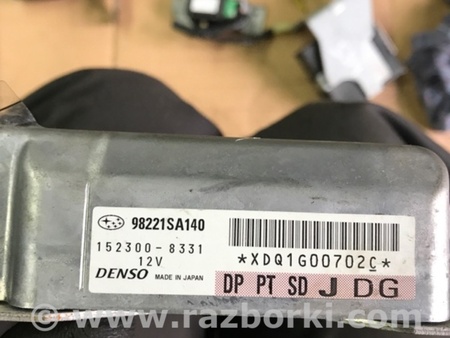 98221SA140
152300-8331
12V
DENSO MADE IN JAPAN
*XDQ1G00702C*
DP PT SD J DG
www.razborki.com